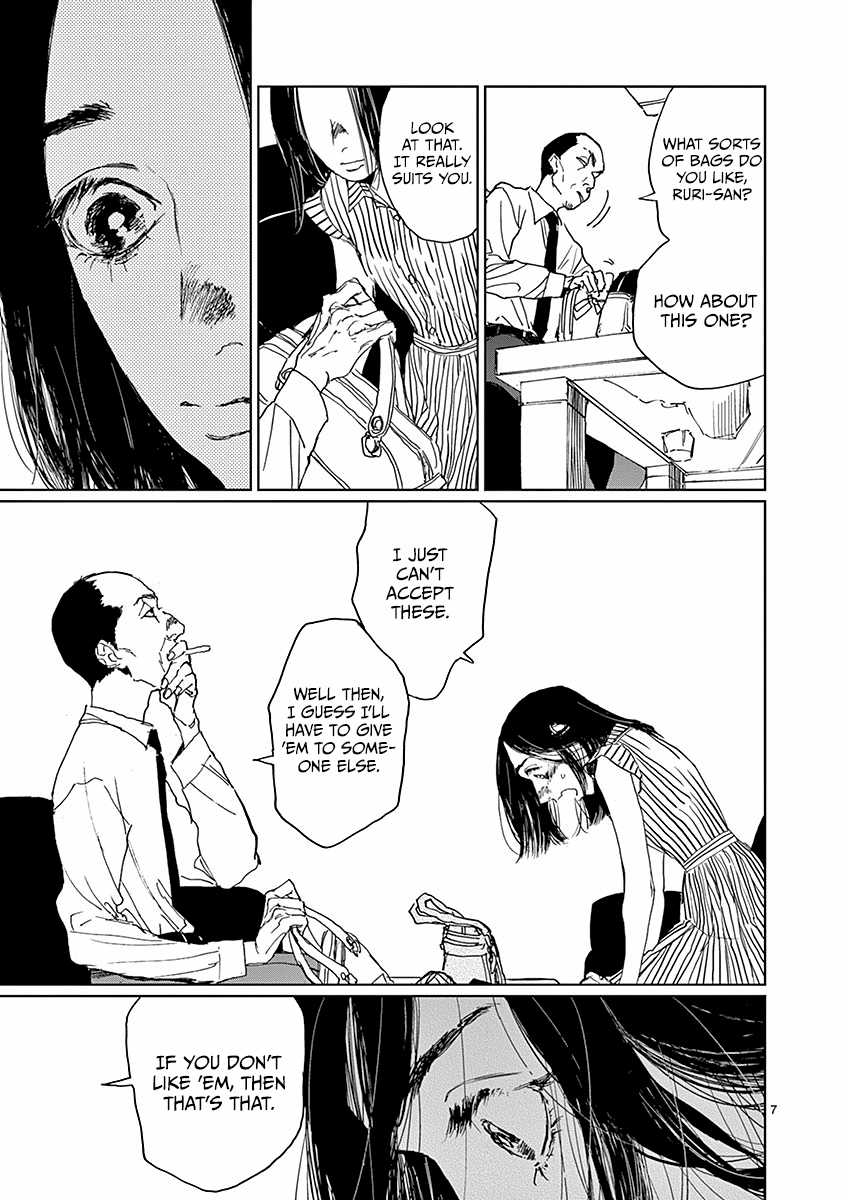 WHAT SORTS
OF BAGS DO
YOU LIKE,
RURI-SAN?
HOW ABOUT
THIS ONE?
LOOK
AT THAT.
IT REALLY
SUITS YOU.
I JUST
CAN'T
ACCEPT
THESE.
WELL THEN,
I GUESS I'LL
HAVE TO GIVE
'EM TO SOME-
ONE ELSE.
IF YOU DON'T
LIKE 'EM, THEN
THAT'S THAT.
7